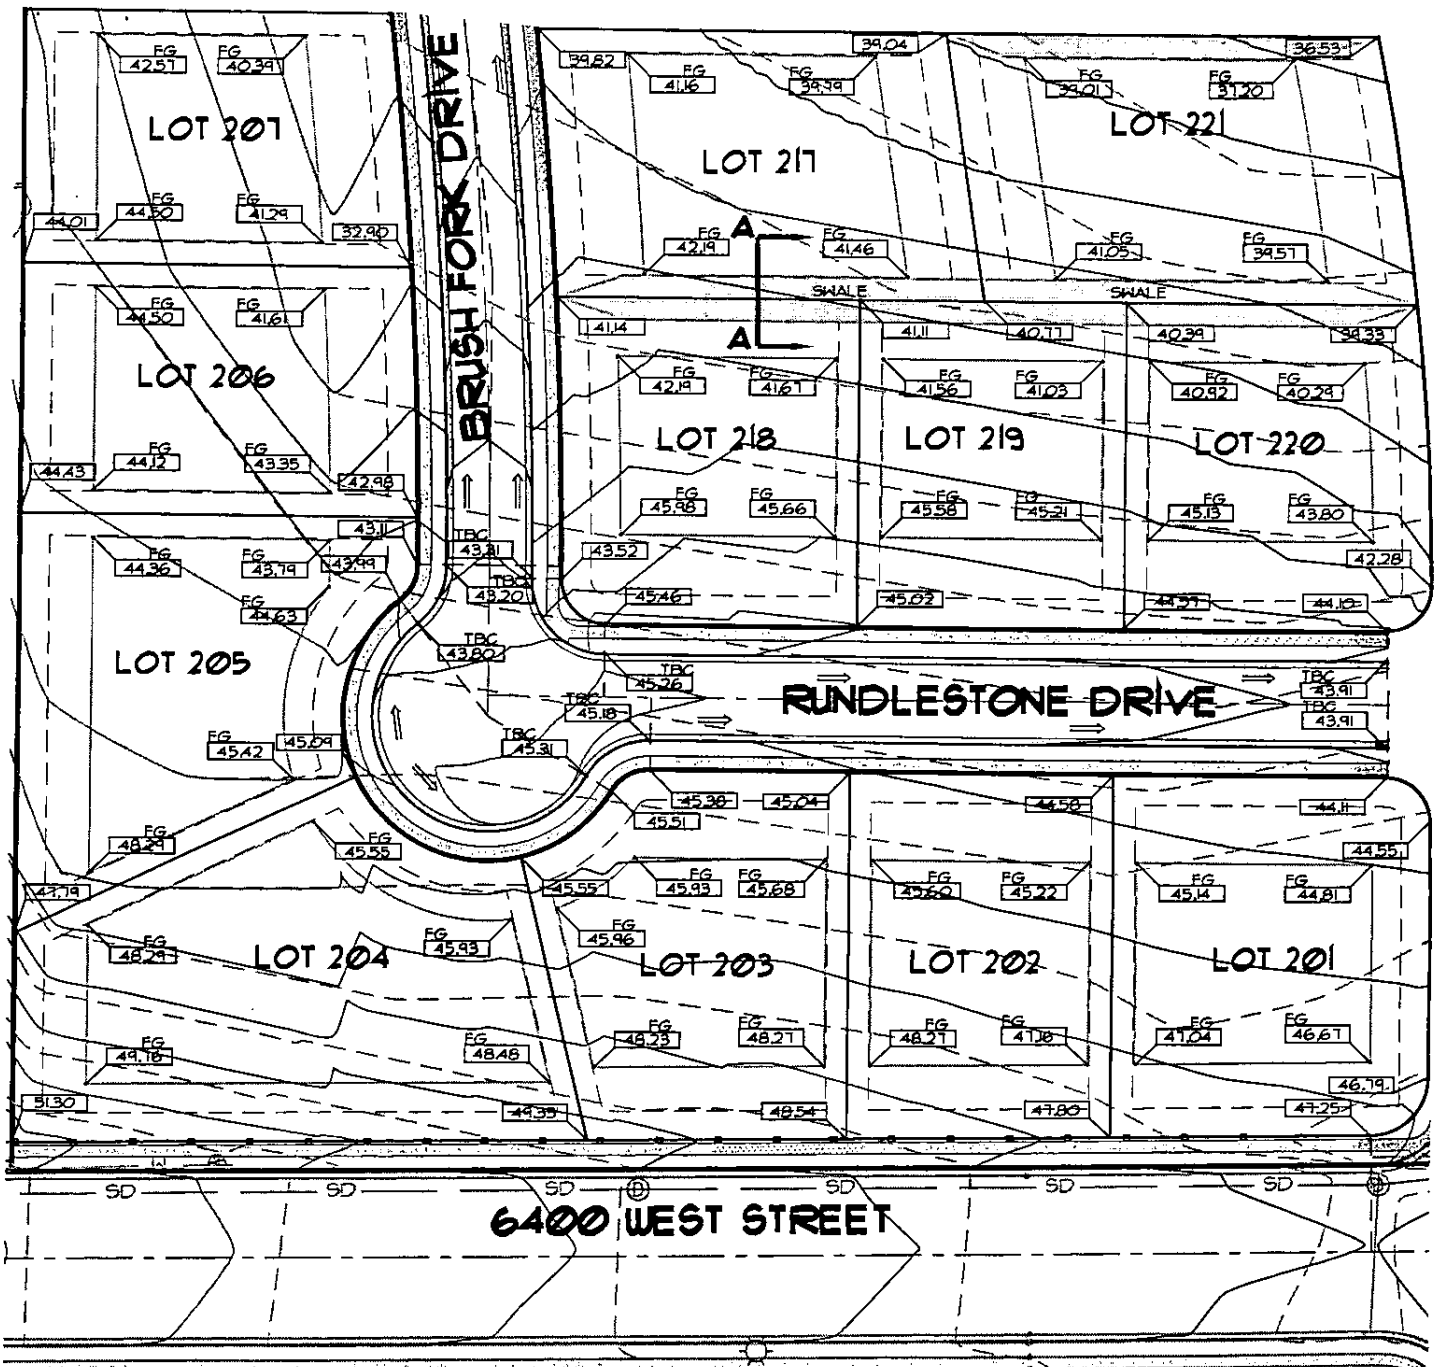 FG
42.57
FG
40.39
LOT 207
FG
44.50
FG
41.29
44.01
32.90
FG
44.50
FG
41.61
LOT 206
FG
44.12
FG
43.35
44.43
42.98
43.11
FG
44.36
FG
43.79
43.99
FG
44.63
LOT 205
FG
45.42
45.09
FG
48.29
47.79
BRUSH FORK DRIVE
39.82
39.04
36.53
FG
41.16
FG
39.79
LOT 217
FG
42.19
FG
41.46
FG
39.01
FG
37.20
LOT 221
FG
41.05
FG
39.57
A
A
SWALE
SWALE
41.14
41.11
40.77
40.39
39.33
FG
42.19
FG
41.67
LOT 218
FG
45.98
FG
45.66
FG
41.56
FG
41.03
LOT 219
FG
45.58
FG
45.21
FG
40.92
FG
40.29
LOT 220
FG
45.13
FG
43.80
43.52
45.46
45.02
44.18
42.28
TBC
43.31
TBC
43.20
TBC
43.80
TBC
45.26
TBC
45.18
TBC
45.31
RUNDLESTONE DRIVE
TBC
43.91
TBC
43.91
45.38
45.04
45.51
44.58
44.11
44.55
FG
45.55
45.55
FG
48.29
LOT 204
FG
45.93
FG
49.78
FG
48.48
51.30
49.35
FG
45.93
FG
45.68
45.96
LOT 203
FG
48.23
FG
48.27
48.54
FG
45.60
FG
45.22
LOT 202
FG
48.27
FG
47.18
47.80
FG
45.14
FG
44.81
LOT 201
FG
47.04
FG
46.67
46.79
47.25
SD
SD
SD
D
SD
SD
SD
D
6400 WEST STREET